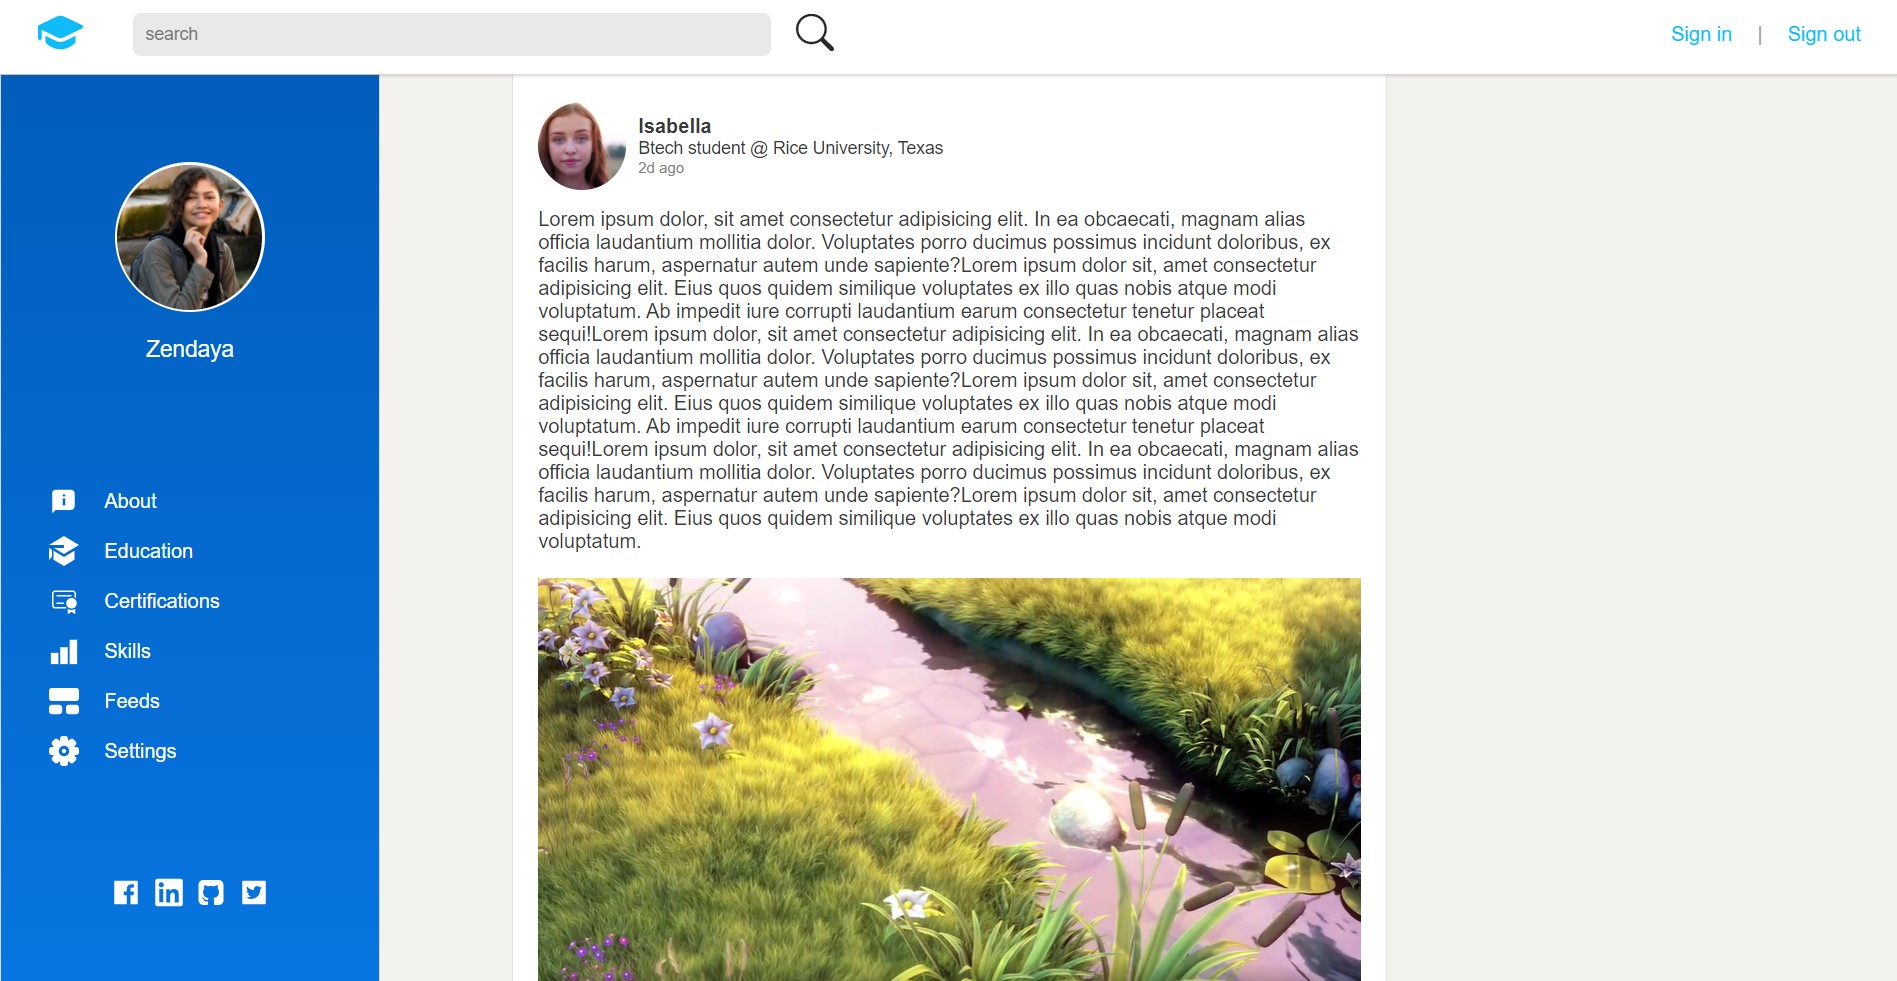 search
Sign in | Sign out
Zendaya
About
Education
Certifications
Skills
Feeds
Settings
Isabella
Btech student @ Rice University, Texas
2d ago
Lorem ipsum dolor, sit amet consectetur adipisicing elit. In ea obcaecati, magnam alias
officia laudantium mollitia dolor. Voluptates porro ducimus possimus incidunt doloribus, ex
facilis harum, aspernatur autem unde sapiente?Lorem ipsum dolor sit, amet consectetur
adipisicing elit. Eius quos quidem similique voluptates ex illo quas nobis atque modi
voluptatum. Ab impedit iure corrupti laudantium earum consectetur tenetur placeat
sequi!Lorem ipsum dolor, sit amet consectetur adipisicing elit. In ea obcaecati, magnam alias
officia laudantium mollitia dolor. Voluptates porro ducimus possimus incidunt doloribus, ex
facilis harum, aspernatur autem unde sapiente?Lorem ipsum dolor sit, amet consectetur
adipisicing elit. Eius quos quidem similique voluptates ex illo quas nobis atque modi
voluptatum. Ab impedit iure corrupti laudantium earum consectetur tenetur placeat
sequi!Lorem ipsum dolor, sit amet consectetur adipisicing elit. In ea obcaecati, magnam alias
officia laudantium mollitia dolor. Voluptates porro ducimus possimus incidunt doloribus, ex
facilis harum, aspernatur autem unde sapiente?Lorem ipsum dolor sit, amet consectetur
adipisicing elit. Eius quos quidem similique voluptates ex illo quas nobis atque modi
voluptatum.